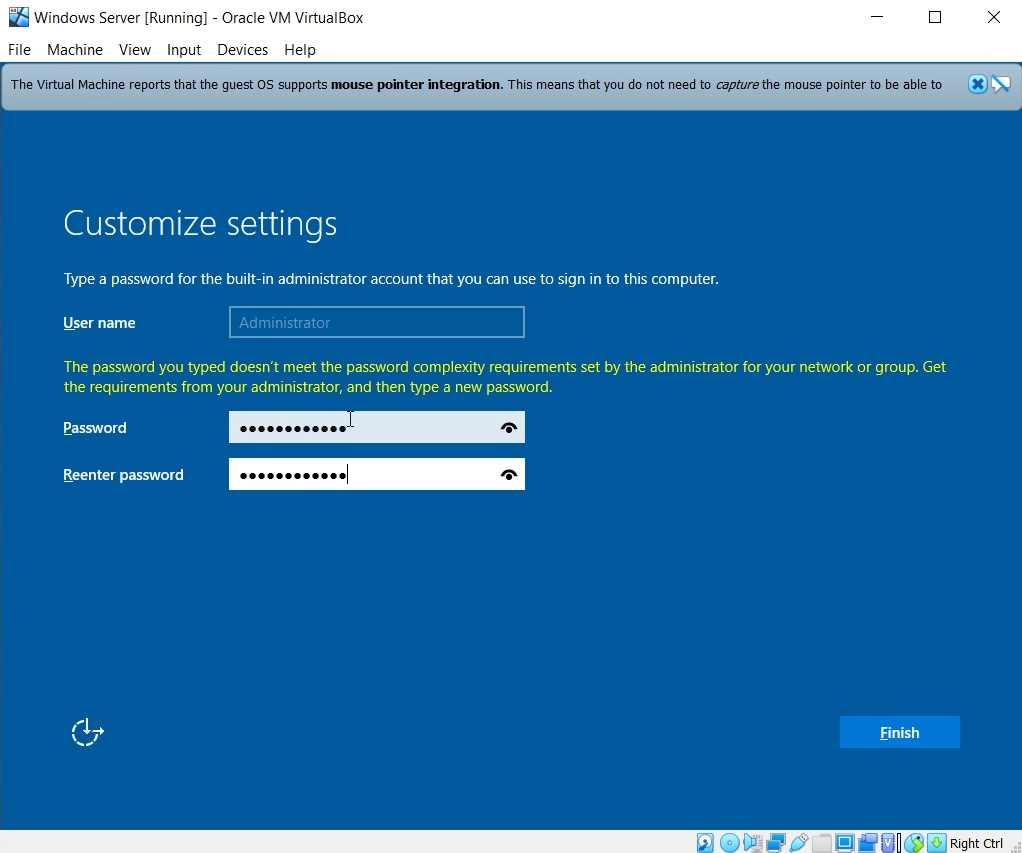 Windows Server [Running] - Oracle VM VirtualBox
File Machine View Input Devices Help
The Virtual Machine reports that the guest OS supports mouse pointer integration. This means that you do not need to capture the mouse pointer to be able to
Customize settings
Type a password for the built-in administrator account that you can use to sign in to this computer.
User name Administrator
The password you typed doesn't meet the password complexity requirements set by the administrator for your network or group. Get
the requirements from your administrator, and then type a new password.
Password ••••••••••••
Reenter password ••••••••••••
Finish
Right Ctrl